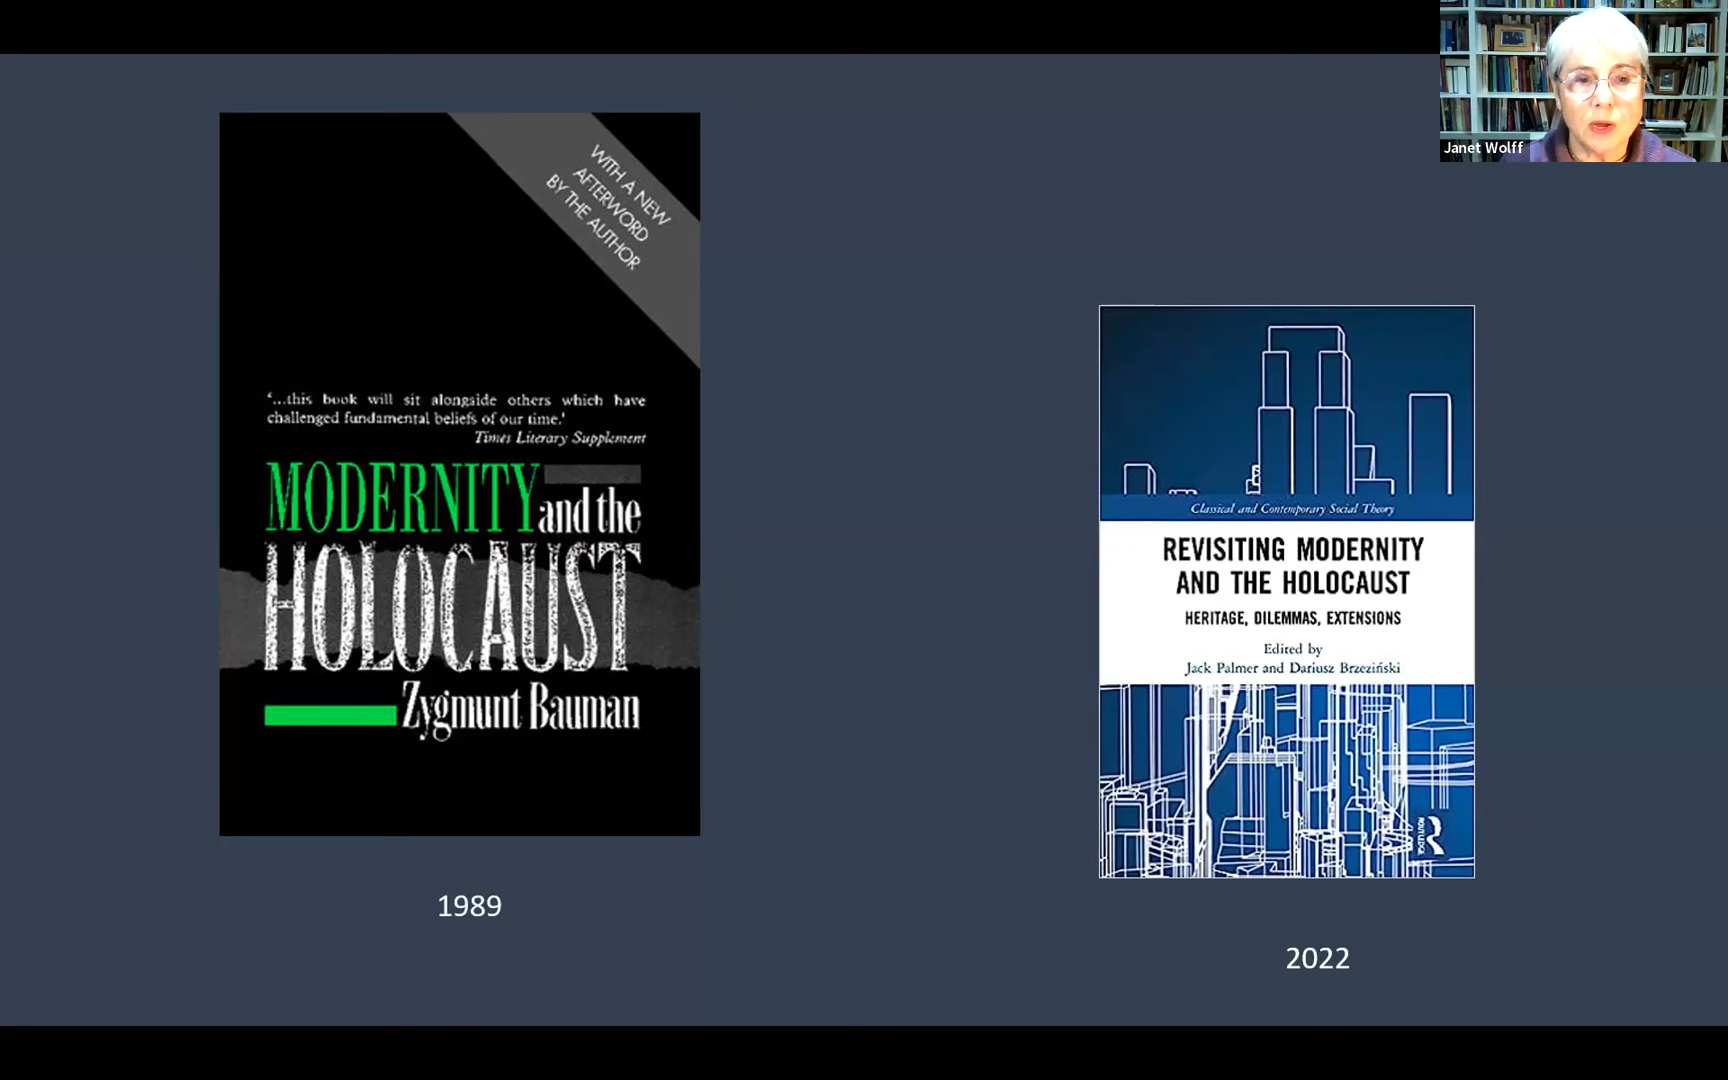 Janet Wolff
WITH A NEW
AFTERWORD
BY THE AUTHOR
‘...this book will sit alongside others which have
challenged fundamental beliefs of our time.’
Times Literary Supplement
MODERNITY and the
HOLOCAUST
Zygmunt Bauman
1989
Classical and Contemporary Social Theory
REVISITING MODERNITY
AND THE HOLOCAUST
HERITAGE, DILEMMAS, EXTENSIONS
Edited by
Jack Palmer and Dariusz Brzeziński
ROUTLEDGE
2022